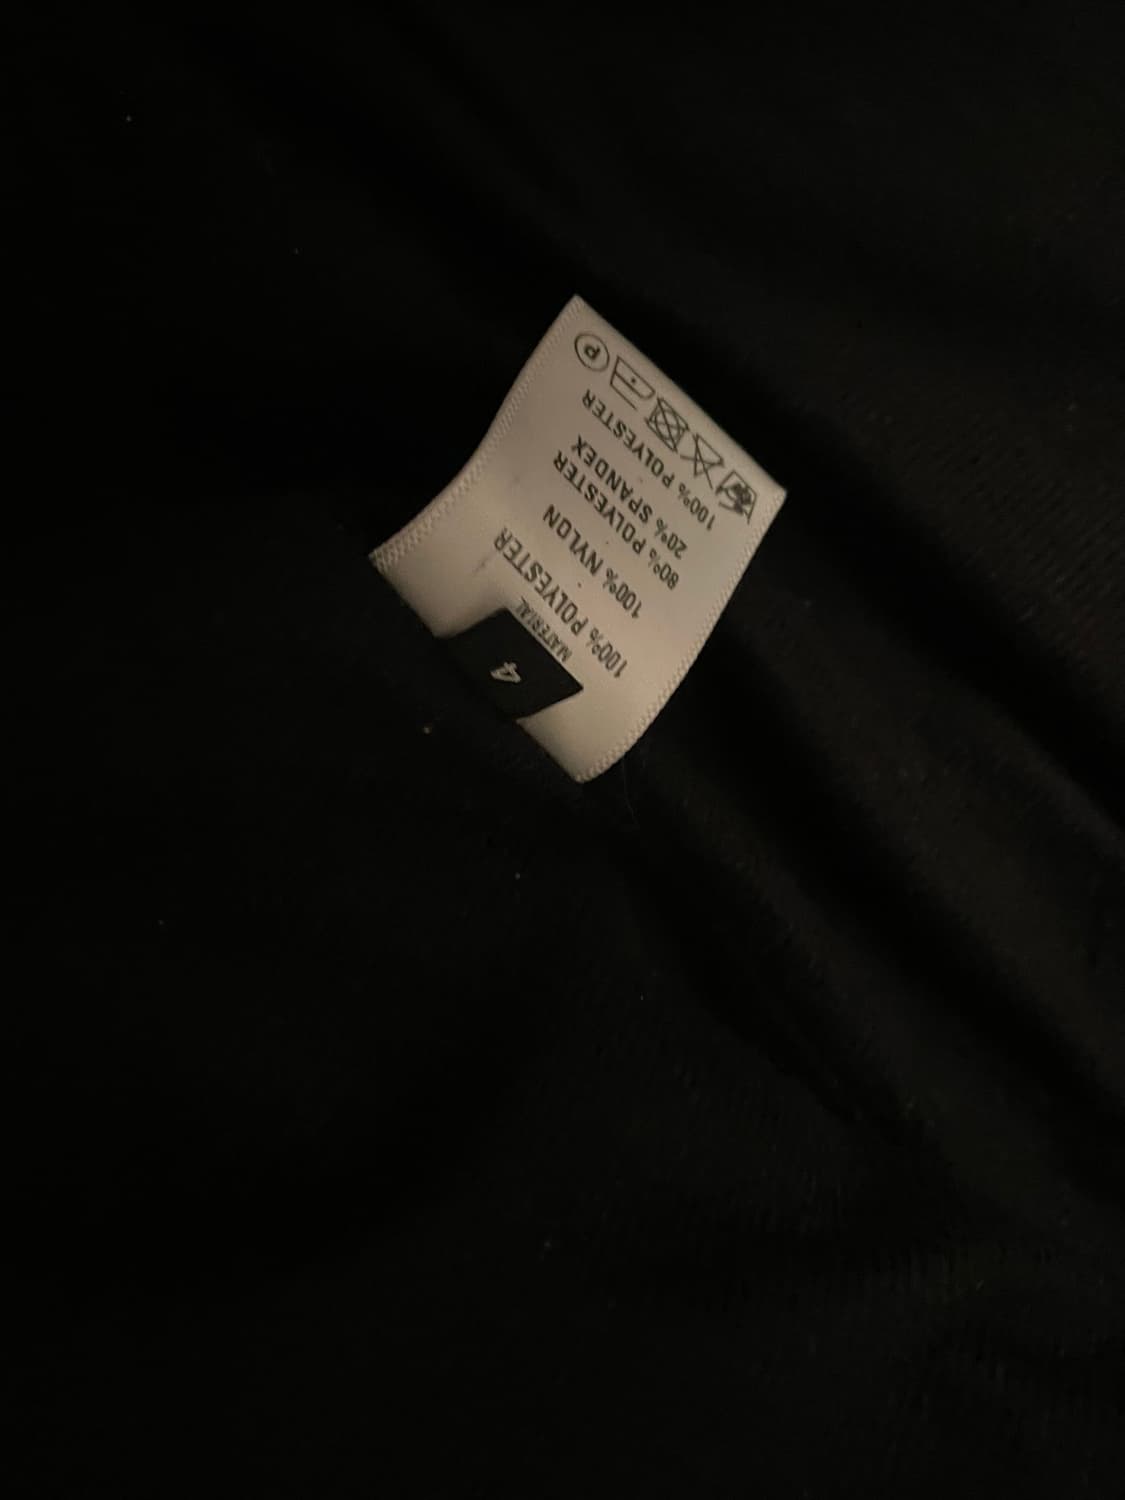 4
MATERIAL
100% POLYESTER
100% NYLON
80% POLYESTER
20% SPANDEX
100% POLYESTER
P